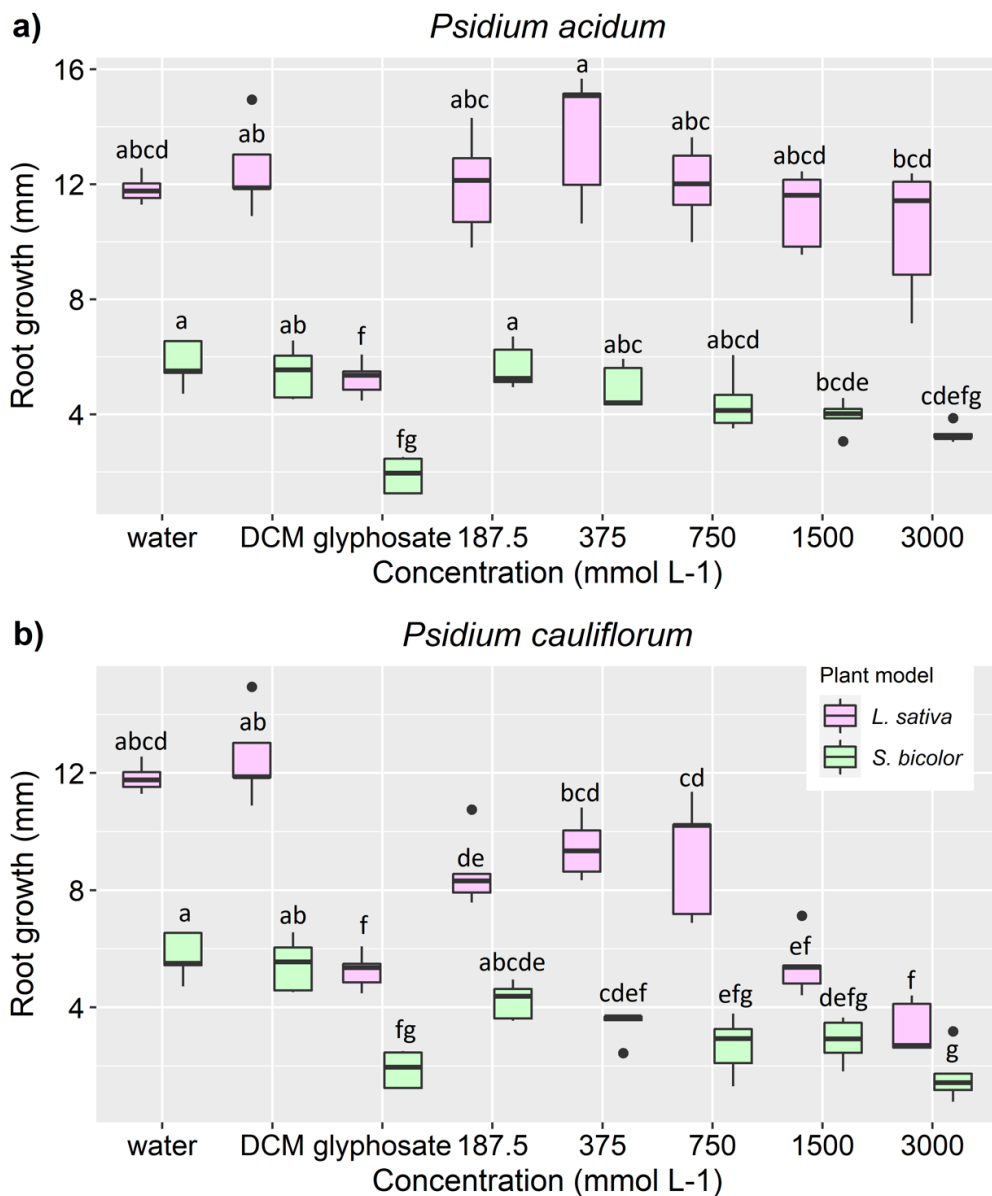 a)
Psidium acidum
Root growth (mm)
16
12
8
4
abcd
ab
f
abc
a
abc
abcd
bcd
a
ab
fg
a
abc
abcd
bcde
cdefg
water DCM glyphosate 187.5 375 750 1500 3000
Concentration (mmol L-1)
b)
Psidium cauliflorum
Root growth (mm)
12
8
4
Plant model
L. sativa
S. bicolor
abcd
ab
f
de
bcd
cd
ef
f
a
ab
fg
abcde
cdef
efg
defg
g
water DCM glyphosate 187.5 375 750 1500 3000
Concentration (mmol L-1)